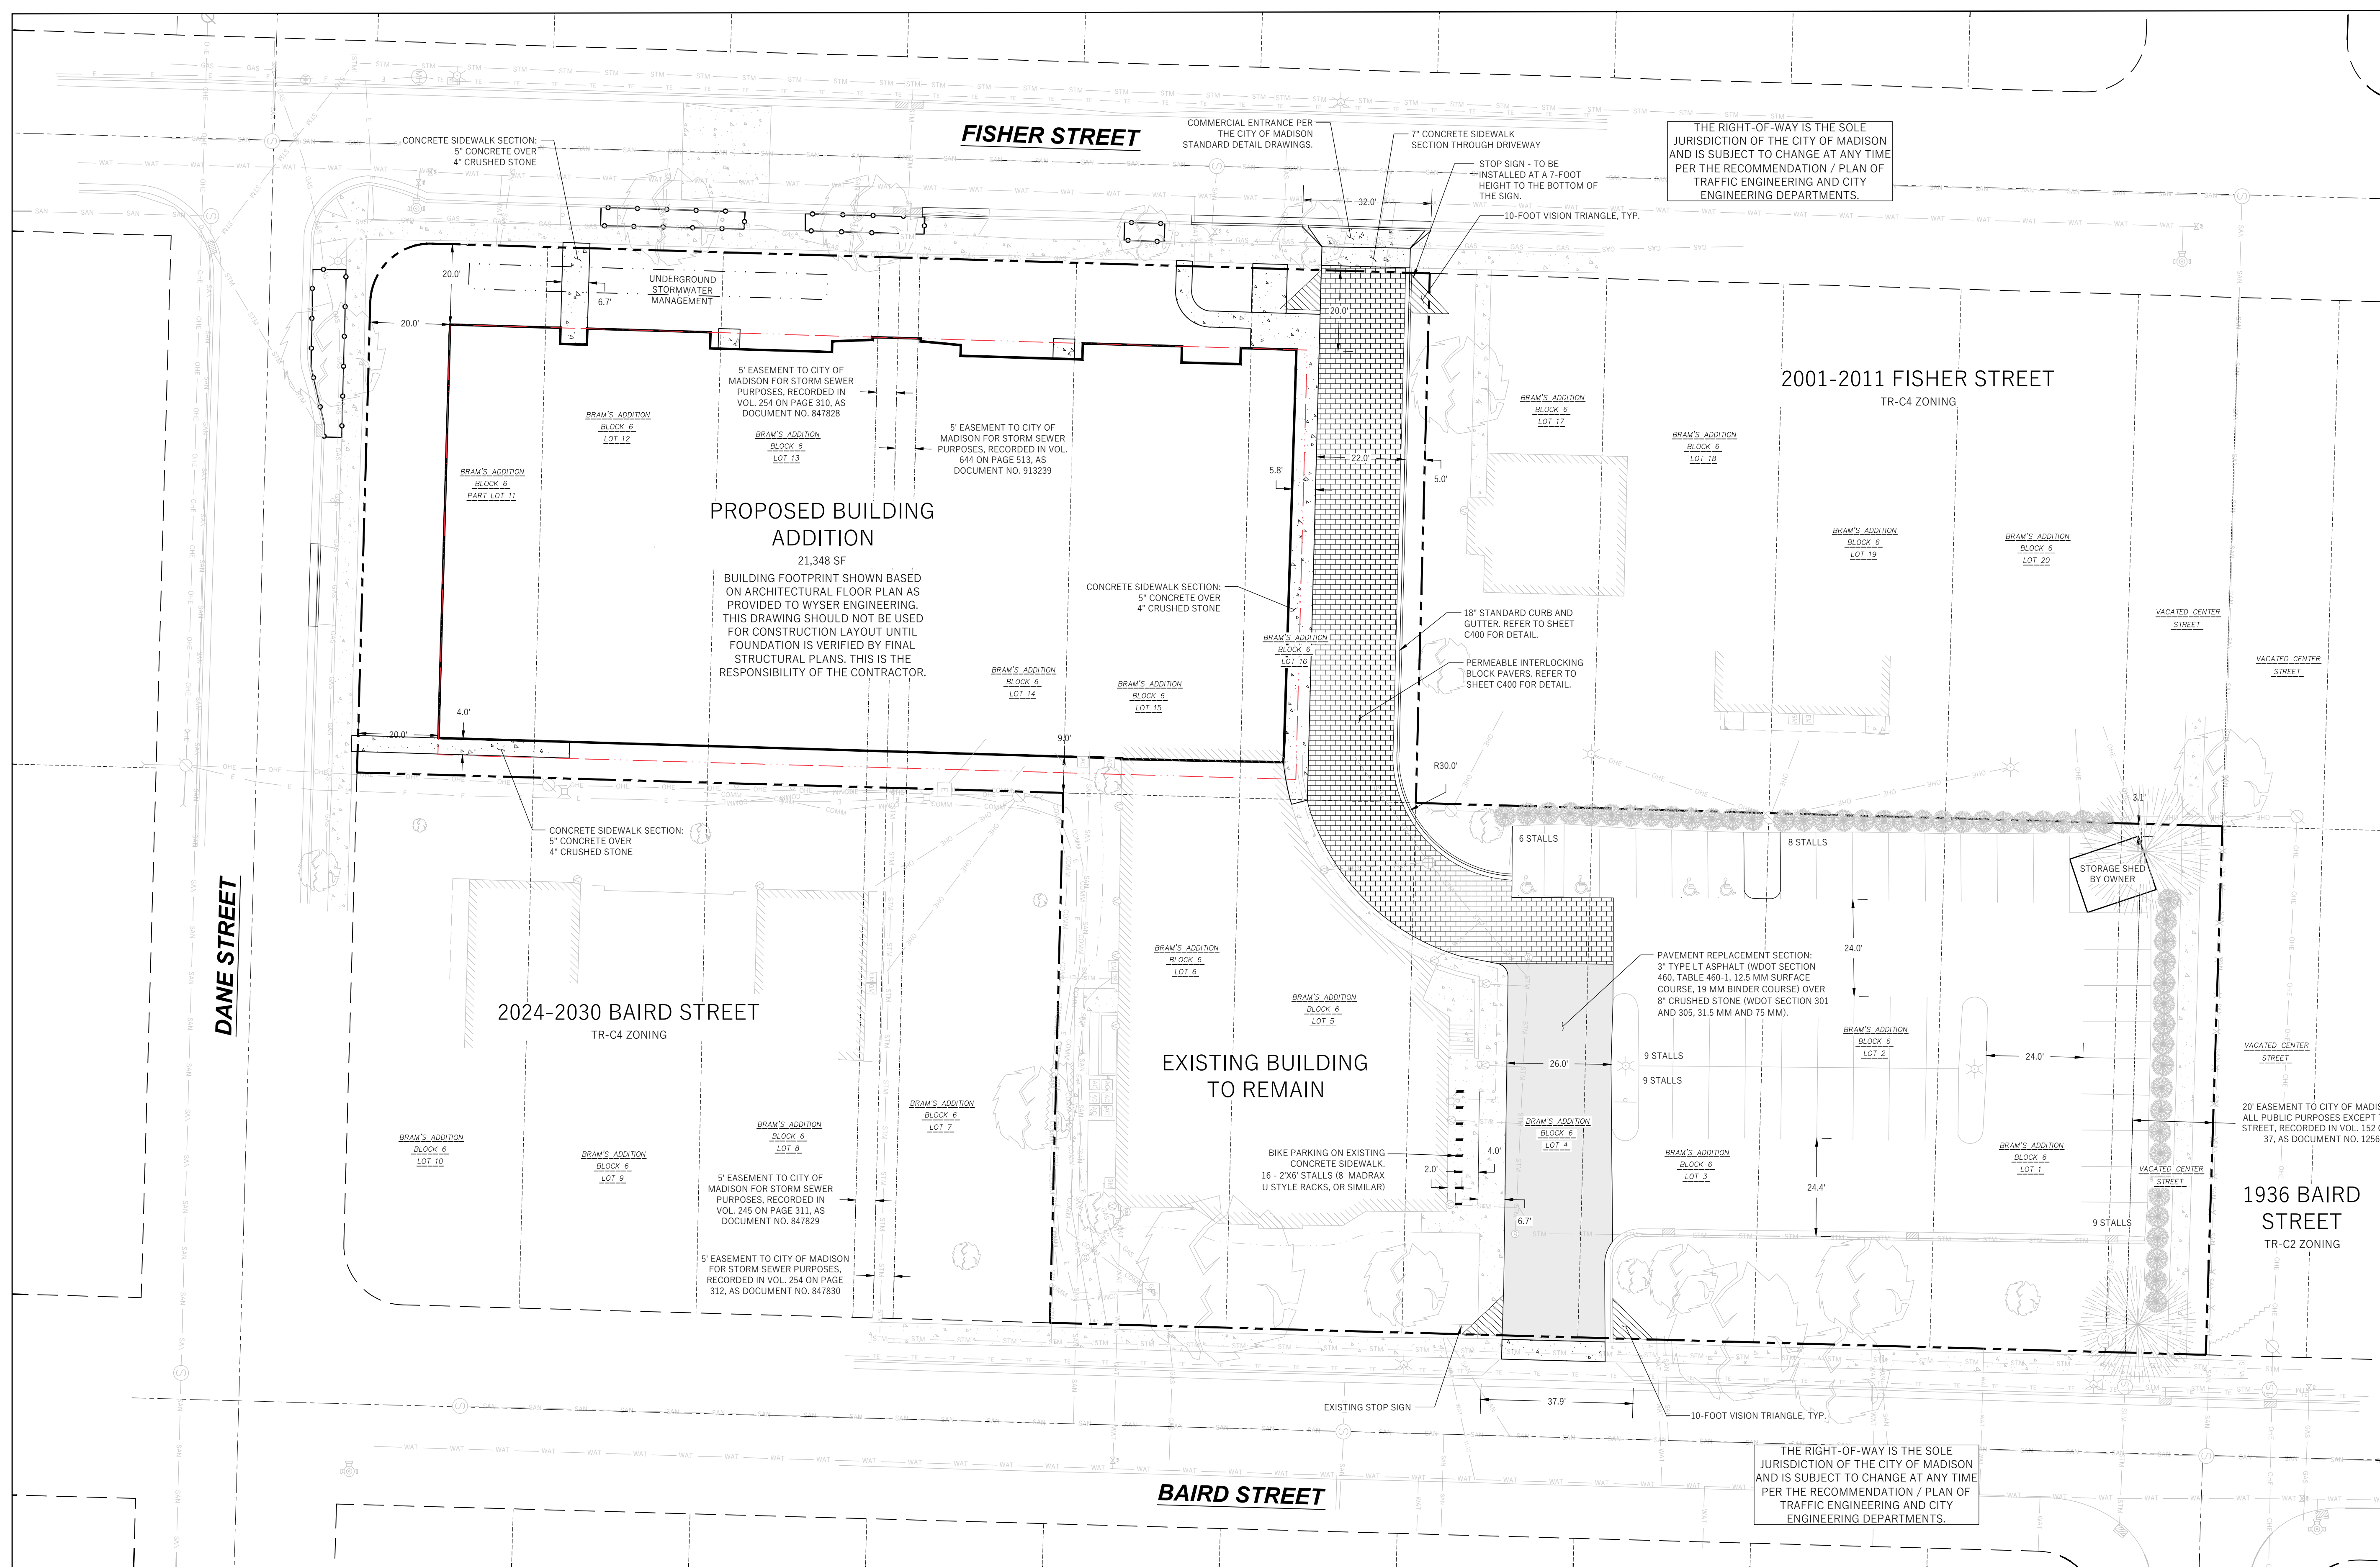 FISHER STREET
CONCRETE SIDEWALK SECTION:
5" CONCRETE OVER
4" CRUSHED STONE
COMMERCIAL ENTRANCE PER
THE CITY OF MADISON
STANDARD DETAIL DRAWINGS.
7" CONCRETE SIDEWALK
SECTION THROUGH DRIVEWAY
STOP SIGN - TO BE
INSTALLED AT A 7-FOOT
HEIGHT TO THE BOTTOM OF
THE SIGN.
10-FOOT VISION TRIANGLE, TYP.
THE RIGHT-OF-WAY IS THE SOLE
JURISDICTION OF THE CITY OF MADISON
AND IS SUBJECT TO CHANGE AT ANY TIME
PER THE RECOMMENDATION / PLAN OF
TRAFFIC ENGINEERING AND CITY
ENGINEERING DEPARTMENTS.
32.0'
20.0'
20.0'
6.7'
UNDERGROUND
STORMWATER
MANAGEMENT
20.0'
5' EASEMENT TO CITY OF
MADISON FOR STORM SEWER
PURPOSES, RECORDED IN
VOL. 254 ON PAGE 310, AS
DOCUMENT NO. 847828
5' EASEMENT TO CITY OF
MADISON FOR STORM SEWER
PURPOSES, RECORDED IN VOL.
644 ON PAGE 513, AS
DOCUMENT NO. 913239
BRAM'S ADDITION
BLOCK 6
LOT 12
BRAM'S ADDITION
BLOCK 6
LOT 13
BRAM'S ADDITION
BLOCK 6
PART LOT 11
5.8'
22.0'
5.0'
BRAM'S ADDITION
BLOCK 6
LOT 17
BRAM'S ADDITION
BLOCK 6
LOT 18
2001-2011 FISHER STREET
TR-C4 ZONING
BRAM'S ADDITION
BLOCK 6
LOT 19
BRAM'S ADDITION
BLOCK 6
LOT 20
PROPOSED BUILDING
ADDITION
21,348 SF
BUILDING FOOTPRINT SHOWN BASED
ON ARCHITECTURAL FLOOR PLAN AS
PROVIDED TO WYSER ENGINEERING.
THIS DRAWING SHOULD NOT BE USED
FOR CONSTRUCTION LAYOUT UNTIL
FOUNDATION IS VERIFIED BY FINAL
STRUCTURAL PLANS. THIS IS THE
RESPONSIBILITY OF THE CONTRACTOR.
CONCRETE SIDEWALK SECTION:
5" CONCRETE OVER
4" CRUSHED STONE
BRAM'S ADDITION
BLOCK 6
LOT 16
18" STANDARD CURB AND
GUTTER. REFER TO SHEET
C400 FOR DETAIL.
PERMEABLE INTERLOCKING
BLOCK PAVERS. REFER TO
SHEET C400 FOR DETAIL.
BRAM'S ADDITION
BLOCK 6
LOT 14
BRAM'S ADDITION
BLOCK 6
LOT 15
VACATED CENTER
STREET
VACATED CENTER
STREET
4.0'
20.0'
9.0'
R30.0'
3.1'
CONCRETE SIDEWALK SECTION:
5" CONCRETE OVER
4" CRUSHED STONE
6 STALLS
8 STALLS
STORAGE SHED
BY OWNER
DANE STREET
2024-2030 BAIRD STREET
TR-C4 ZONING
BRAM'S ADDITION
BLOCK 6
LOT 6
BRAM'S ADDITION
BLOCK 6
LOT 5
EXISTING BUILDING
TO REMAIN
PAVEMENT REPLACEMENT SECTION:
3" TYPE LT ASPHALT (WDOT SECTION
460, TABLE 460-1, 12.5 MM SURFACE
COURSE, 19 MM BINDER COURSE) OVER
8" CRUSHED STONE (WDOT SECTION 301
AND 305, 31.5 MM AND 75 MM).
24.0'
BRAM'S ADDITION
BLOCK 6
LOT 2
24.0'
26.0'
9 STALLS
9 STALLS
VACATED CENTER
STREET
BRAM'S ADDITION
BLOCK 6
LOT 10
BRAM'S ADDITION
BLOCK 6
LOT 9
BRAM'S ADDITION
BLOCK 6
LOT 8
BRAM'S ADDITION
BLOCK 6
LOT 7
5' EASEMENT TO CITY OF
MADISON FOR STORM SEWER
PURPOSES, RECORDED IN
VOL. 245 ON PAGE 311, AS
DOCUMENT NO. 847829
5' EASEMENT TO CITY OF MADISON
FOR STORM SEWER PURPOSES,
RECORDED IN VOL. 254 ON PAGE
312, AS DOCUMENT NO. 847830
BIKE PARKING ON EXISTING
CONCRETE SIDEWALK.
16 - 2'X6' STALLS (8 MADRAX
U STYLE RACKS, OR SIMILAR)
2.0'
4.0'
6.7'
BRAM'S ADDITION
BLOCK 6
LOT 4
BRAM'S ADDITION
BLOCK 6
LOT 3
24.4'
BRAM'S ADDITION
BLOCK 6
LOT 1
VACATED CENTER
STREET
9 STALLS
20' EASEMENT TO CITY OF
ALL PUBLIC PURPOSES EXCEPT
STREET, RECORDED IN VOL. 152
37, AS DOCUMENT NO.
1936 BAIRD
STREET
TR-C2 ZONING
EXISTING STOP SIGN
37.9'
10-FOOT VISION TRIANGLE, TYP.
THE RIGHT-OF-WAY IS THE SOLE
JURISDICTION OF THE CITY OF MADISON
AND IS SUBJECT TO CHANGE AT ANY TIME
PER THE RECOMMENDATION / PLAN OF
TRAFFIC ENGINEERING AND CITY
ENGINEERING DEPARTMENTS.
BAIRD STREET